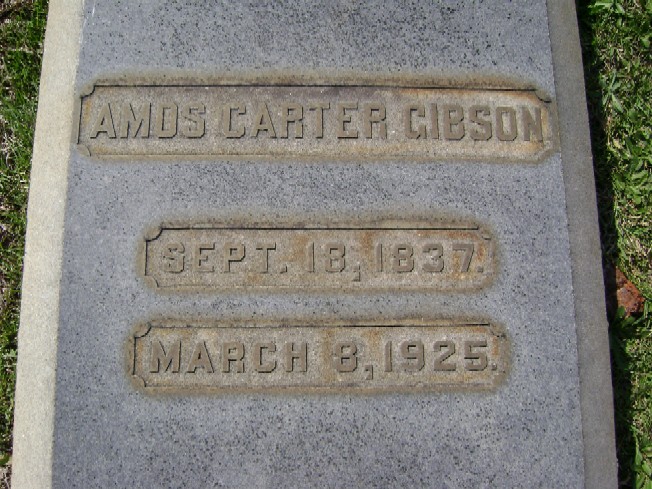 AMOS CARTER GIBSON
SEPT. 18, 1837.
MARCH 8, 1925.